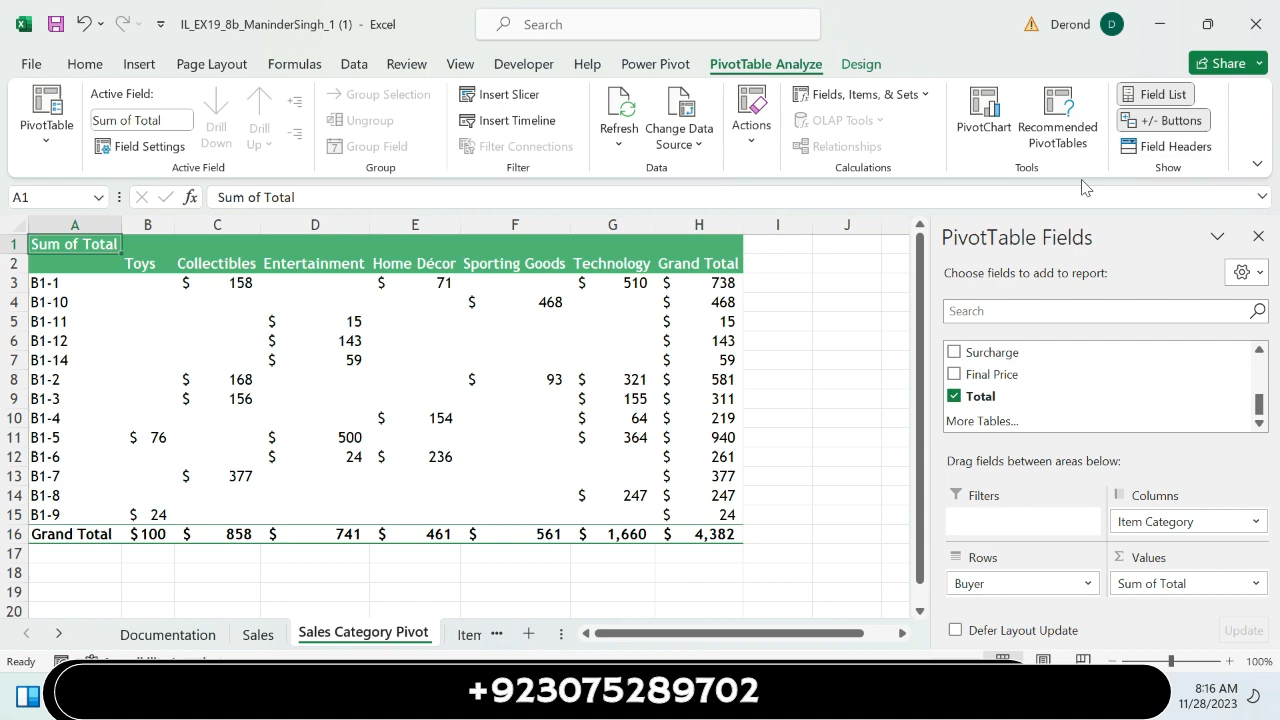 IL_EX19_8b_ManinderSingh_1 (1) - Excel
Search
Derond D
File Home Insert Page Layout Formulas Data Review View Developer Help Power Pivot PivotTable Analyze Design Share
PivotTable
Active Field:
Sum of Total
Field Settings
Drill Down
Drill Up
Active Field
Group Selection
Ungroup
Group Field
Group
Insert Slicer
Insert Timeline
Filter Connections
Filter
Refresh
Change Data Source
Data
Actions
Fields, Items, & Sets
OLAP Tools
Relationships
Calculations
PivotChart
Recommended PivotTables
Tools
Field List
+/- Buttons
Field Headers
Show
A1 fx Sum of Total
A B C D E F G H I J
1 Sum of Total
2 Toys Collectibles Entertainment Home Décor Sporting Goods Technology Grand Total
3 B1-1 $ 158 $ 71 $ 510 $ 738
4 B1-10 $ 468 $ 468
5 B1-11 $ 15 $ 15
6 B1-12 $ 143 $ 143
7 B1-14 $ 59 $ 59
8 B1-2 $ 168 $ 93 $ 321 $ 581
9 B1-3 $ 156 $ 155 $ 311
10 B1-4 $ 154 $ 64 $ 219
11 B1-5 $ 76 $ 500 $ 364 $ 940
12 B1-6 $ 24 $ 236 $ 261
13 B1-7 $ 377 $ 377
14 B1-8 $ 247 $ 247
15 B1-9 $ 24 $ 24
16 Grand Total $100 $ 858 $ 741 $ 461 $ 561 $ 1,660 $ 4,382
17
18
19
20
PivotTable Fields
Choose fields to add to report:
Search
Surcharge
Final Price
Total
More Tables...
Drag fields between areas below:
Filters
Columns
Item Category
Rows
Σ Values
Buyer
Sum of Total
Defer Layout Update Update
Documentation Sales Sales Category Pivot Iten ...
Ready
100%
+923075289702
8:16 AM
11/28/2023